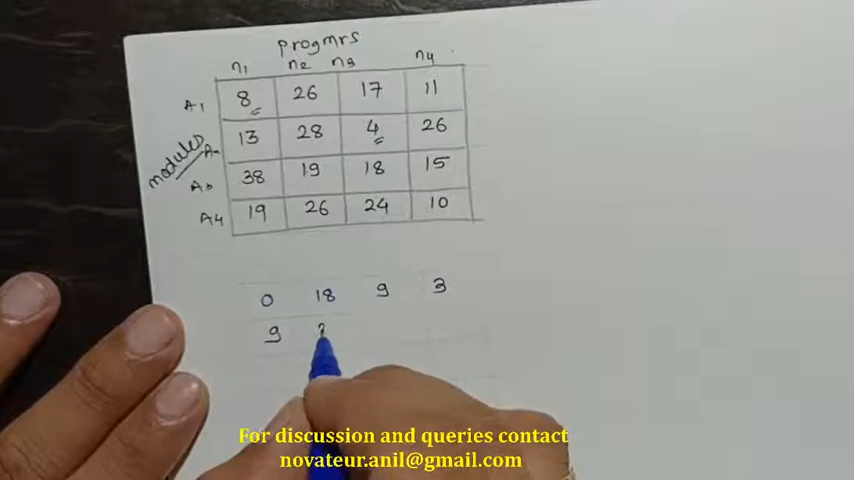 progmrs
n1 n2 n3 n4
A1 8 26 17 11
modules
13 28 4 26
38 19 18 15
A4 19 26 24 10
0 18 9 3
9
For discussion and queries contact
novateur.anil@gmail.com